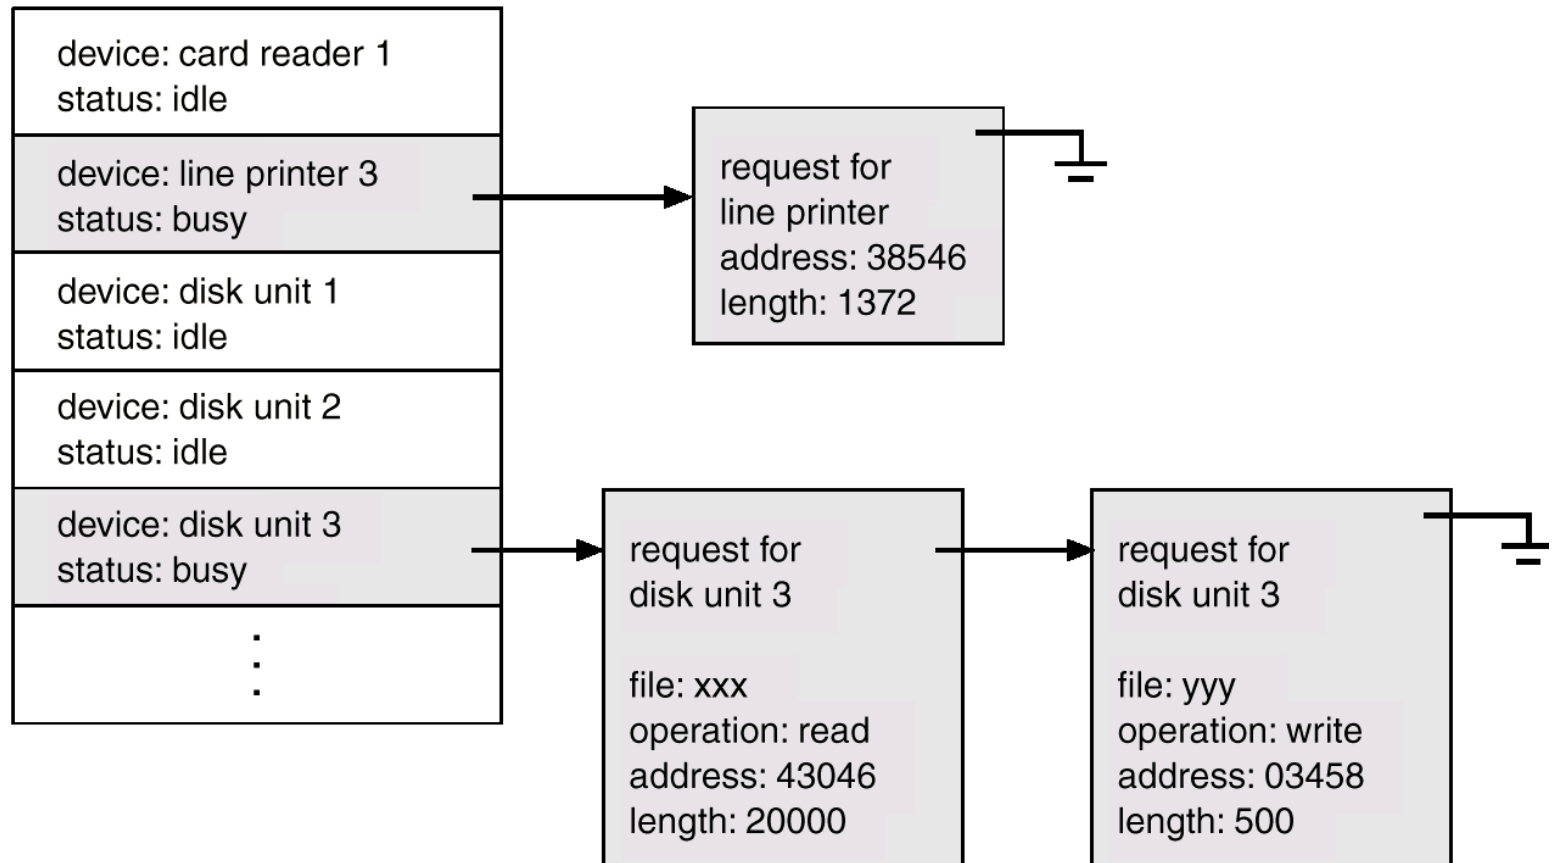 device: card reader 1
status: idle
device: line printer 3
status: busy
device: disk unit 1
status: idle
device: disk unit 2
status: idle
device: disk unit 3
status: busy
request for
line printer
address: 38546
length: 1372
request for
disk unit 3
file: xxx
operation: read
address: 43046
length: 20000
request for
disk unit 3
file: yyy
operation: write
address: 03458
length: 500